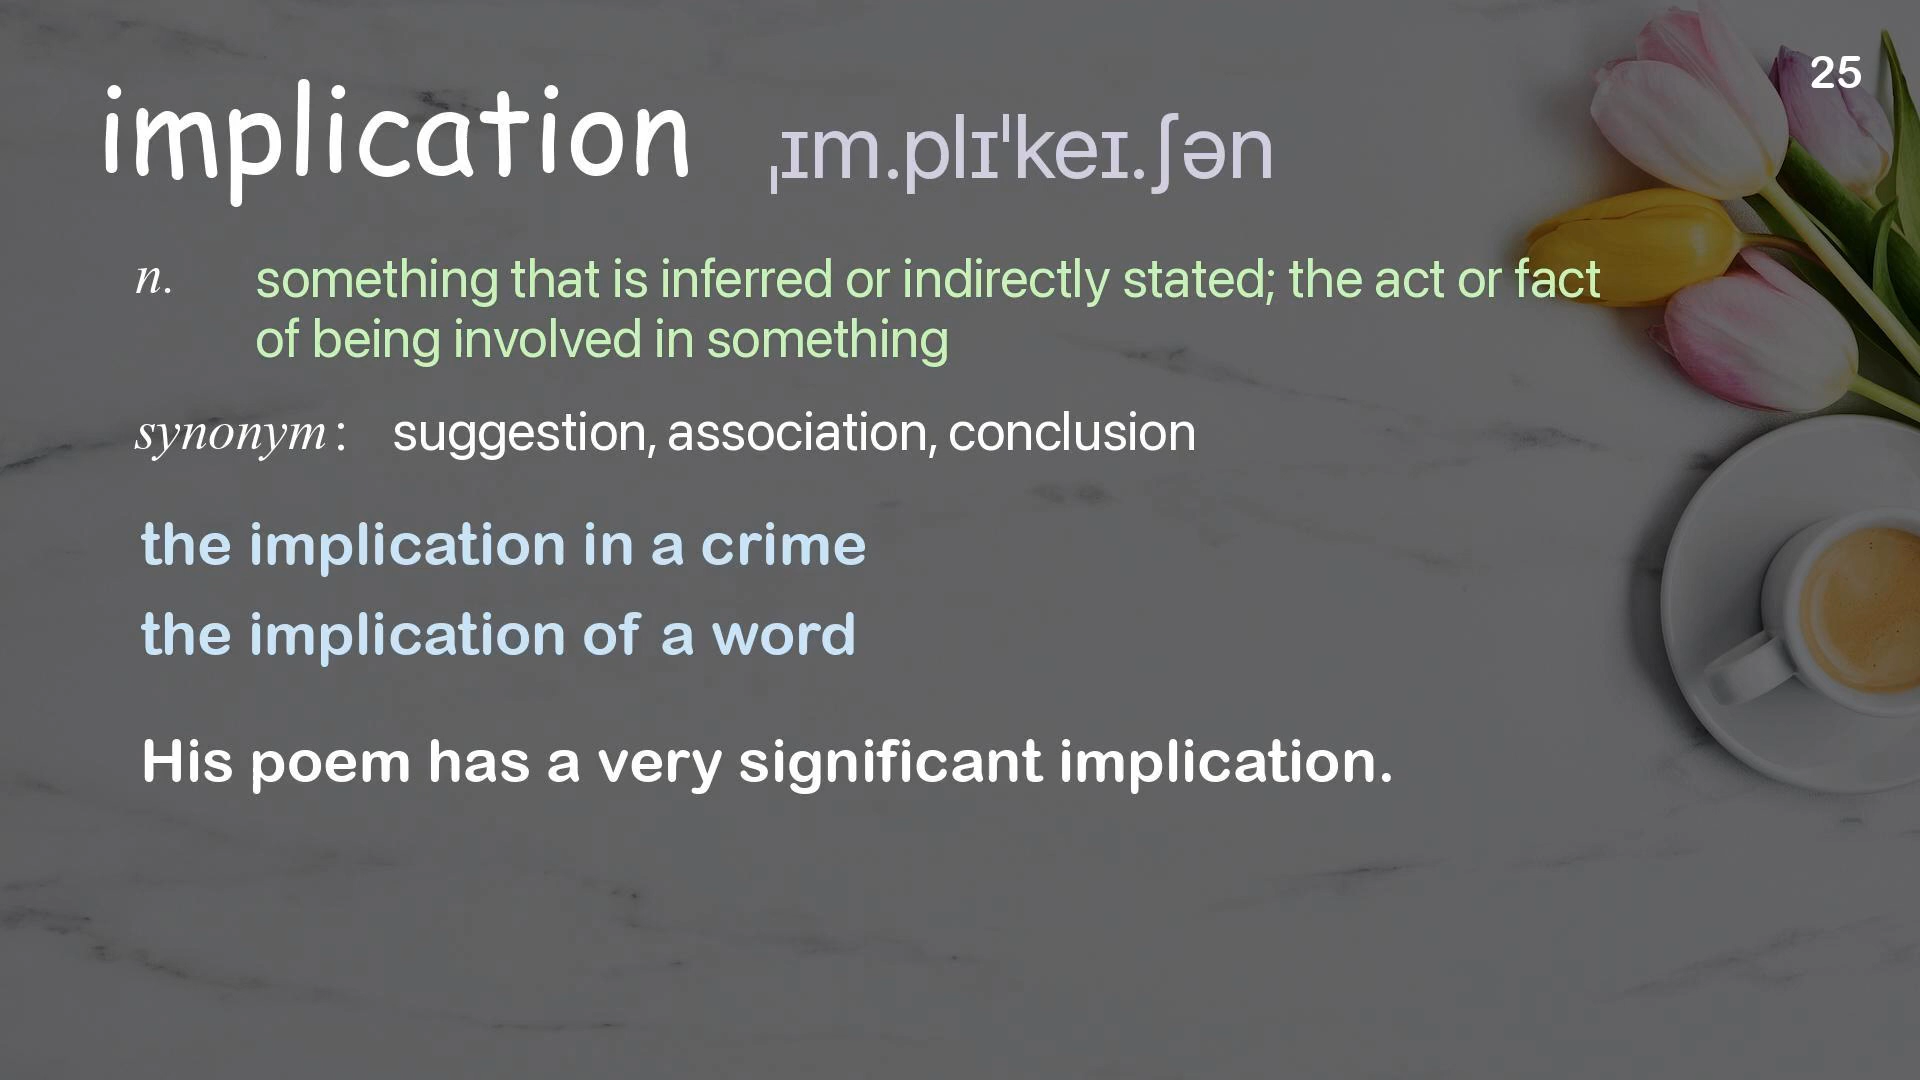 25
implication ˌɪm.plɪˈkeɪ.ʃən
n. something that is inferred or indirectly stated; the act or fact
of being involved in something
synonym: suggestion, association, conclusion
the implication in a crime
the implication of a word
His poem has a very significant implication.